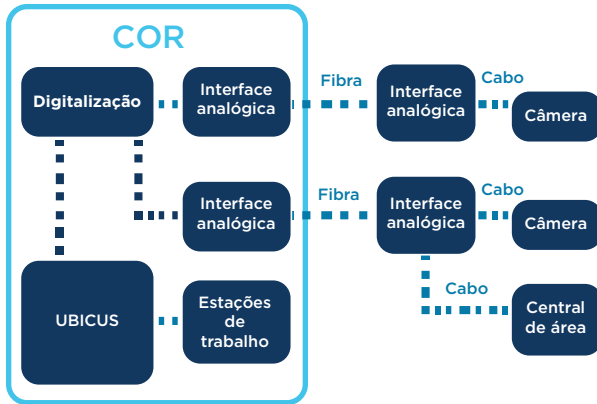 COR
Digitalização
Interface
analógica
Fibra
Interface
analógica
Cabo
Câmera
Interface
analógica
Fibra
Interface
analógica
Cabo
Câmera
UBICUS
Estações
de
trabalho
Cabo
Central
de área